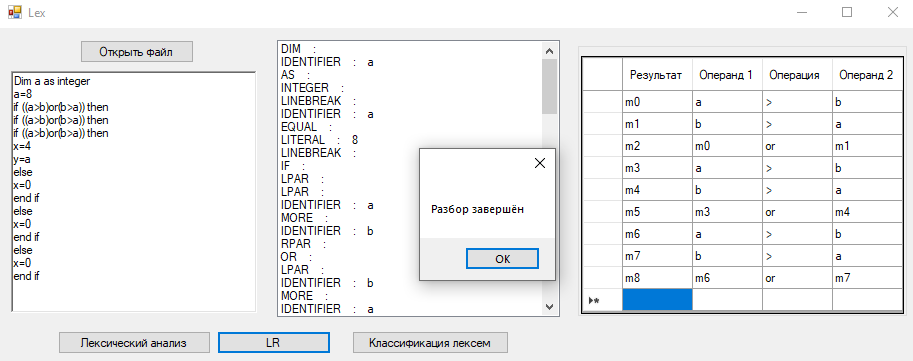 Lex
Открыть файл
Dim a as integer
a=8
if ((a>b)or(b>a)) then
if ((a>b)or(b>a)) then
if ((a>b)or(b>a)) then
x=4
y=a
else
x=0
end if
else
x=0
end if
else
x=0
end if
DIM :
IDENTIFIER : a
AS :
INTEGER :
LINEBREAK :
IDENTIFIER : a
EQUAL :
LITERAL : 8
LINEBREAK :
IF :
LPAR :
LPAR :
IDENTIFIER : a
MORE :
IDENTIFIER : b
RPAR :
OR :
LPAR :
IDENTIFIER : b
MORE :
IDENTIFIER : a
Разбор завершён
OK
Результат Операнд 1 Операция Операнд 2
m0 a > b
m1 b > a
m2 m0 or m1
m3 a > b
m4 b > a
m5 m3 or m4
m6 a > b
m7 b > a
m8 m6 or m7
Лексический анализ
LR
Классификация лексем